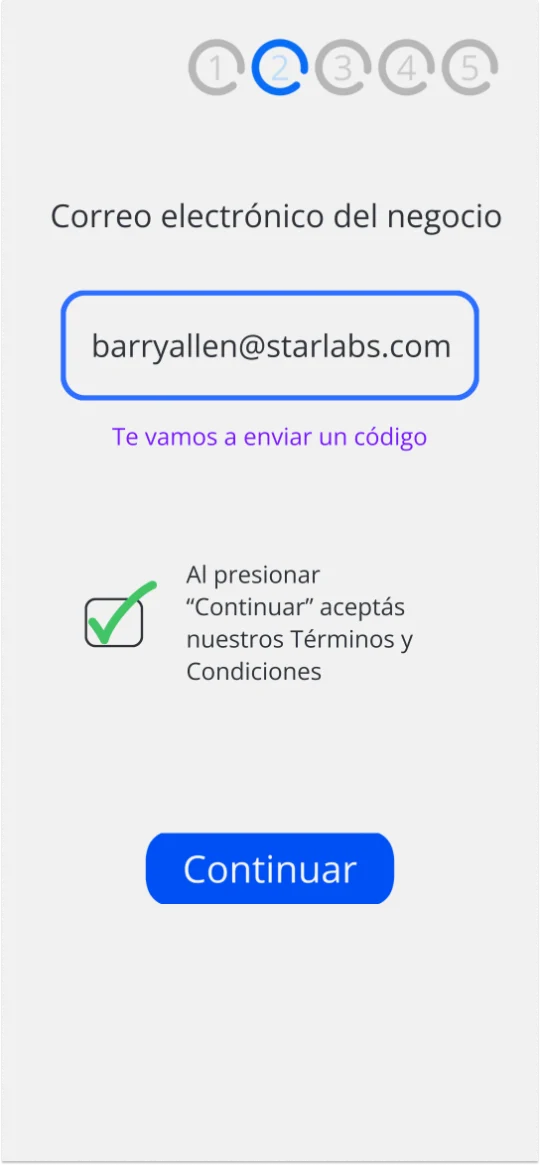 1 2 3 4 5
Correo electrónico del negocio
barryallen@starlabs.com
Te vamos a enviar un código
Al presionar
“Continuar” aceptás
nuestros Términos y
Condiciones
Continuar